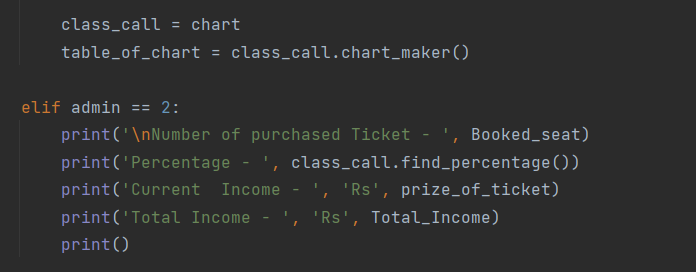 class_call = chart
table_of_chart = class_call.chart_maker()
elif admin == 2:
print('\nNumber of purchased Ticket - ', Booked_seat)
print('Percentage - ', class_call.find_percentage())
print('Current  Income - ', 'Rs', prize_of_ticket)
print('Total Income - ', 'Rs', Total_Income)
print()